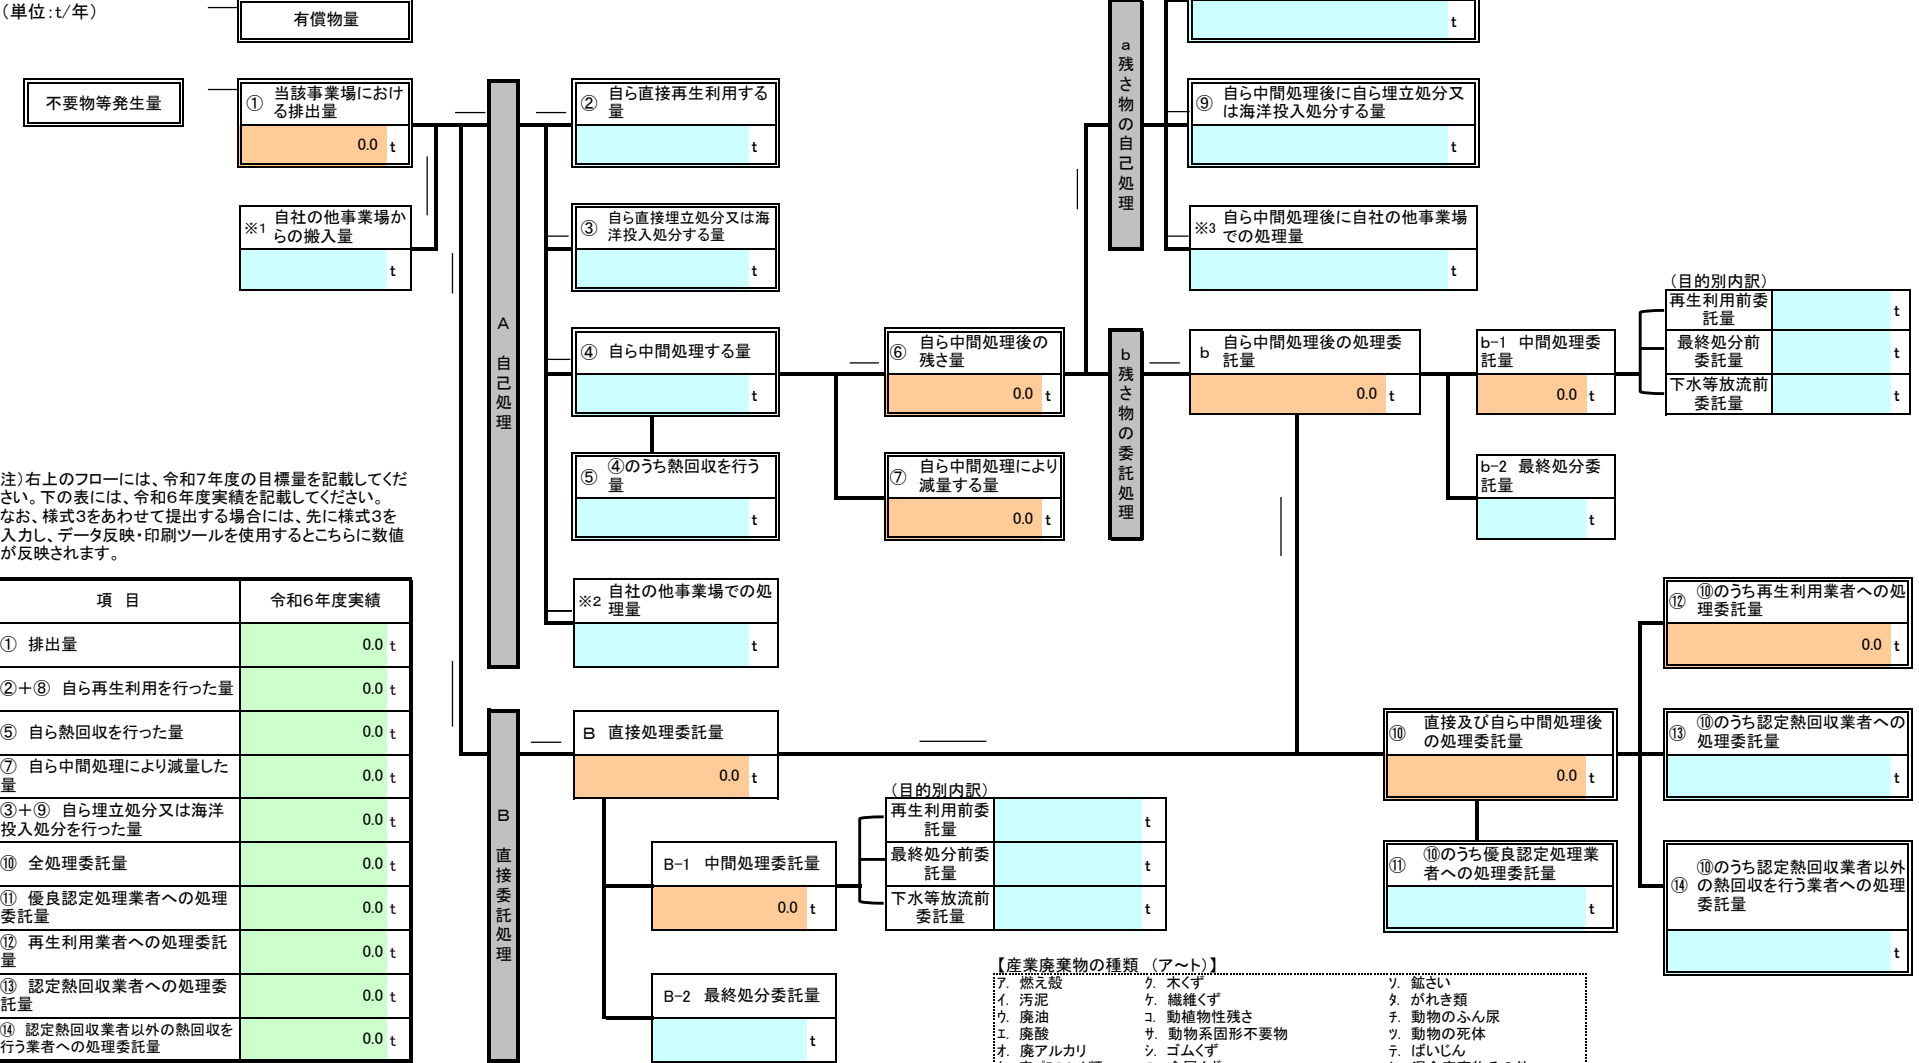 （単位：t/年）
有償物量
t
不要物等発生量
① 当該事業場におけ
る排出量
0.0 t
※1 自社の他事業場か
らの搬入量
t
A 自己処理
② 自ら直接再生利用する
量
t
③ 自ら直接埋立処分又は海
洋投入処分する量
t
④ 自ら中間処理する量
t
⑤ ④のうち熱回収を行う
量
t
※2 自社の他事業場での処
理量
t
⑥ 自ら中間処理後の
残さ量
0.0 t
⑦ 自ら中間処理により
減量する量
0.0 t
a 残さ物の自己処理
⑨ 自ら中間処理後に自ら埋立処分又
は海洋投入処分する量
t
※3 自ら中間処理後に自社の他事業場
での処理量
t
b 残さ物の委託処理
b 自ら中間処理後の処理委
託量
0.0 t
b-1 中間処理委
託量
0.0 t
（目的別内訳）
再生利用前委
託量
t
最終処分前
委託量
t
下水等放流前
委託量
t
b-2 最終処分委
託量
t
注）右上のフローには、令和７年度の目標量を記載してくだ
さい。下の表には、令和６年度実績を記載してください。
なお、様式３をあわせて提出する場合には、先に様式３を
入力し、データ反映・印刷ツールを使用するとこちらに数値
が反映されます。
項 目 令和６年度実績
① 排出量 0.0 t
②＋⑧ 自ら再生利用を行った量 0.0 t
⑤ 自ら熱回収を行った量 0.0 t
⑦ 自ら中間処理により減量した
量 0.0 t
③＋⑨ 自ら埋立処分又は海洋
投入処分を行った量 0.0 t
⑩ 全処理委託量 0.0 t
⑪ 優良認定処理業者への処理
委託量 0.0 t
⑫ 再生利用業者への処理委託
量 0.0 t
⑬ 認定熱回収業者への処理委
託量 0.0 t
⑭ 認定熱回収業者以外の熱回収を
行う業者への処理委託量 0.0 t
B 直接委託処理
B 直接処理委託量
0.0 t
B-1 中間処理委託量
0.0 t
（目的別内訳）
再生利用前委
託量
t
最終処分前委
託量
t
下水等放流前
委託量
t
B-2 最終処分委託量
t
⑩ 直接及び自ら中間処理後
の処理委託量
0.0 t
⑪ ⑩のうち優良認定処理業
者への処理委託量
t
⑫ ⑩のうち再生利用業者への処
理委託量
0.0 t
⑬ ⑩のうち認定熱回収業者への
処理委託量
t
⑭ ⑩のうち認定熱回収業者以外
の熱回収を行う業者への処理
委託量
t
【産業廃棄物の種類 （ア～ト）】
ア. 燃え殻 ク. 木くず ソ. 鉱さい
イ. 汚泥 ケ. 繊維くず タ. がれき類
ウ. 廃油 コ. 動植物性残さ チ. 動物のふん尿
エ. 廃酸 サ. 動物系固形不要物 ツ. 動物の死体
オ. 廃アルカリ シ. ゴムくず テ. ばいじん